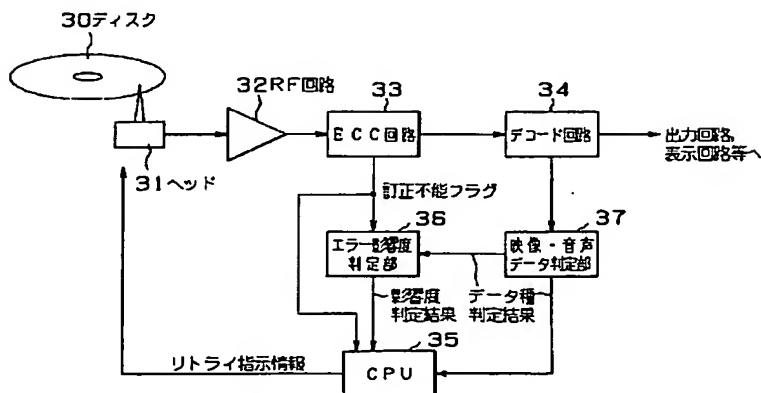 30ディスク
32RF回路
33
ECC回路
34
デコード回路
出力回路,
表示回路等へ
31ヘッド
訂正不能フラグ
36
エラー影響度
判定部
37
映像・音声
データ判定部
影響度
判定結果
データ種
判定結果
35
CPU
リトライ指示情報